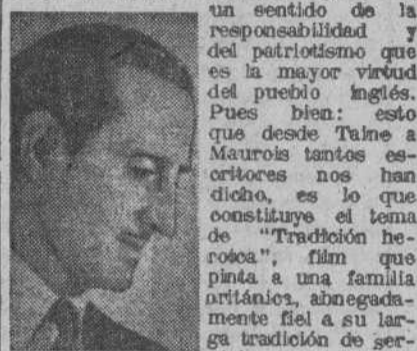 un sentido de la
responsabilidad y
del patriotismo que
es la mayor virtud
del pueblo inglés.
Pues bien: esto
que desde Taine a
Maurois tantos es-
critores nos han
dicho, es lo que
constituye el tema
de "Tradición he-
roica", film que
pinta a una familia
británica, abnegada-
mente fiel a su lar-
ga tradición de ser-